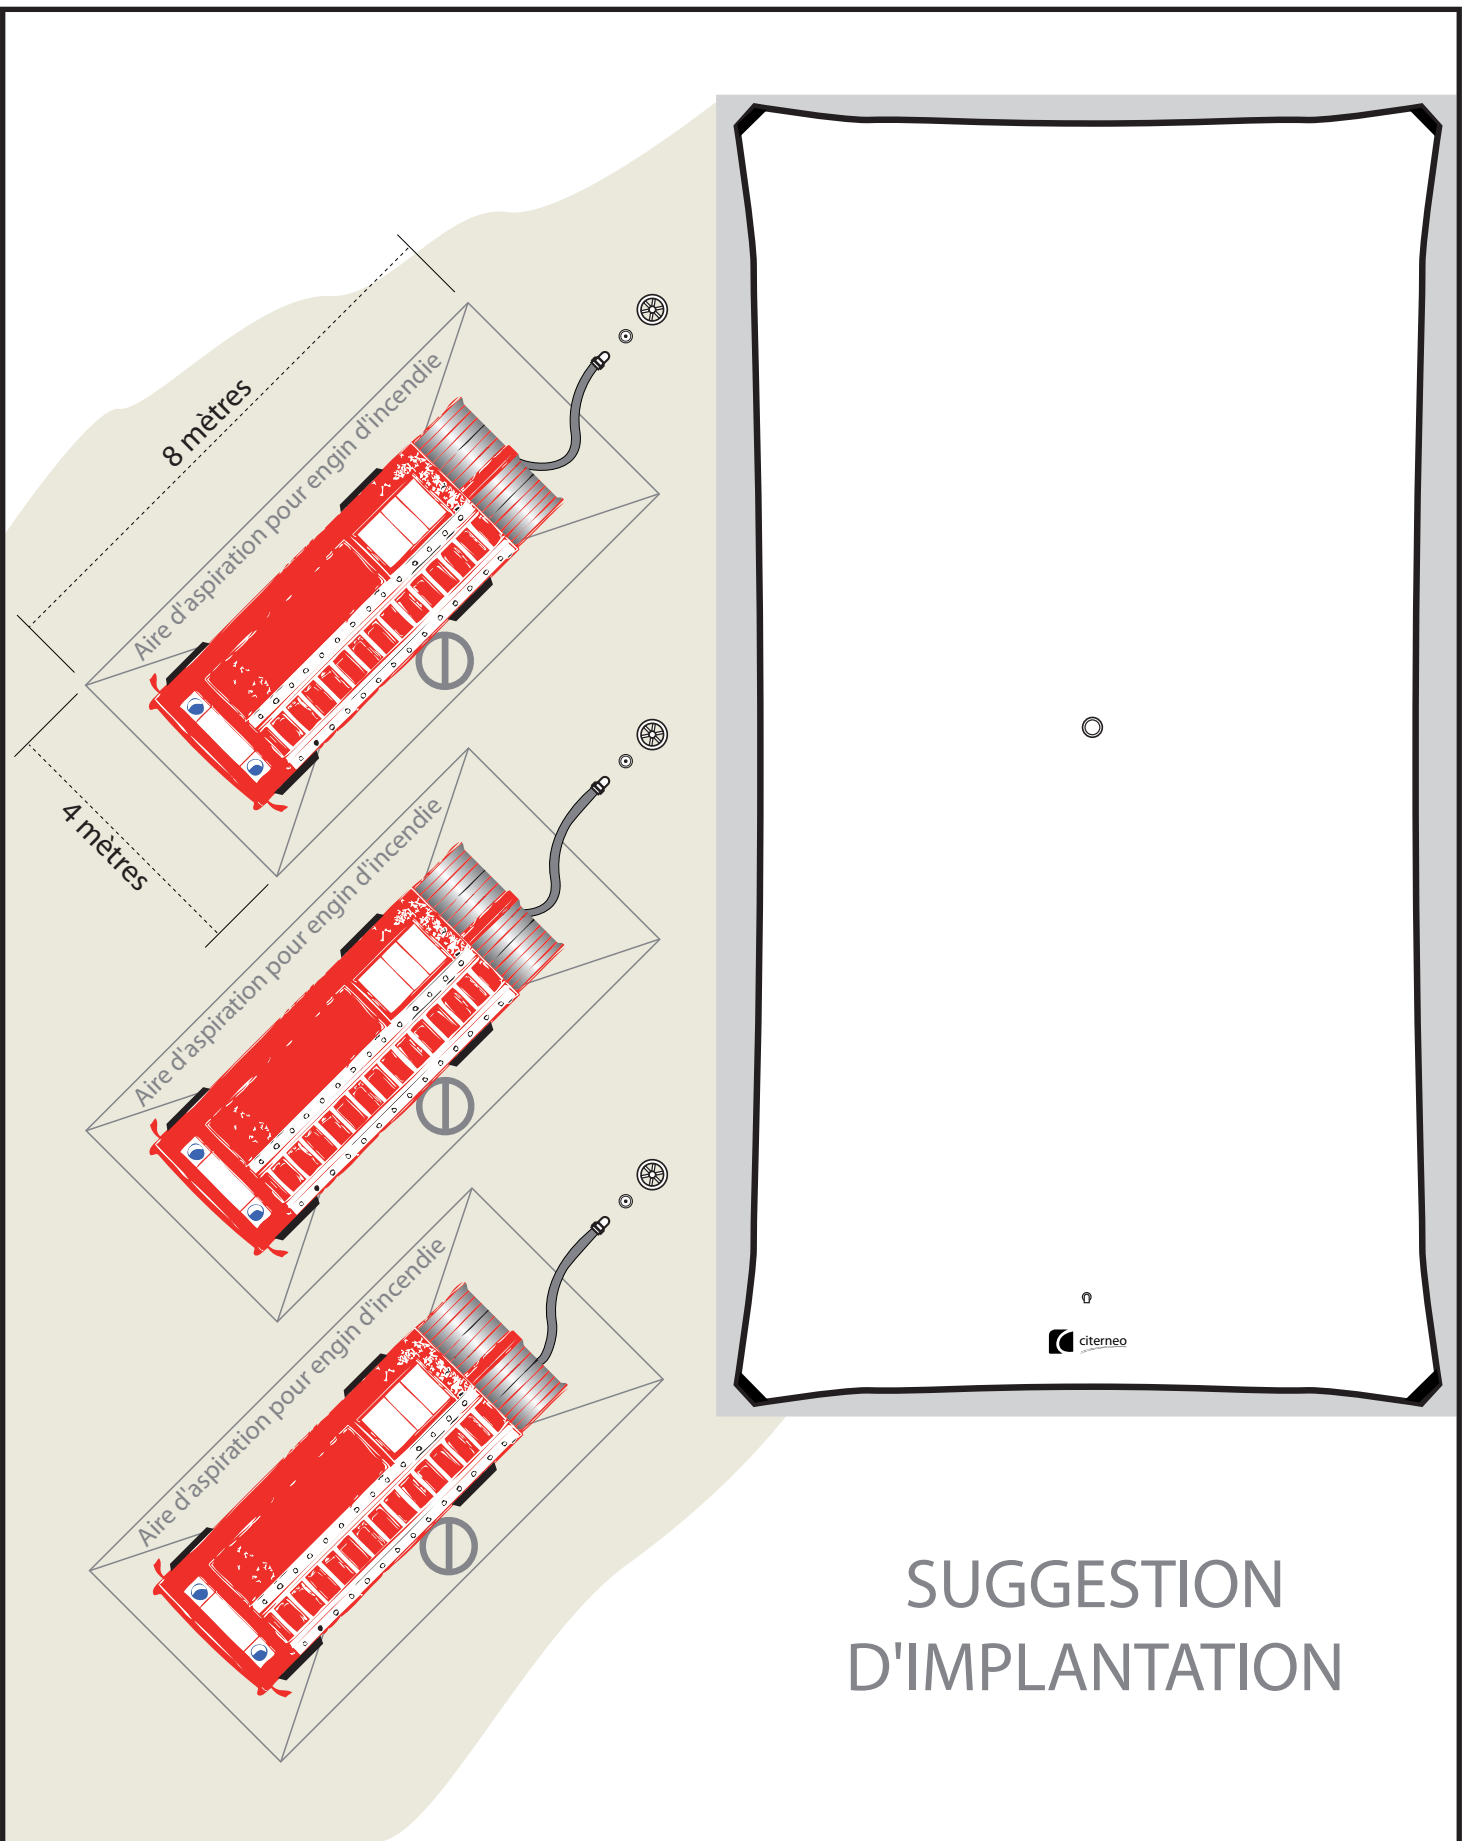 8 mètres
Aire d'aspiration pour engin d'incendie
4 mètres
Aire d'aspiration pour engin d'incendie
Aire d'aspiration pour engin d'incendie
citerneo
SUGGESTION
D'IMPLANTATION